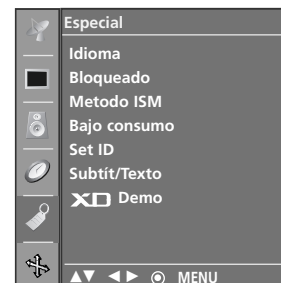 Especial
Idioma
Bloqueado
Metodo ISM
Bajo consumo
Set ID
Subtít/Texto
XD Demo
MENU